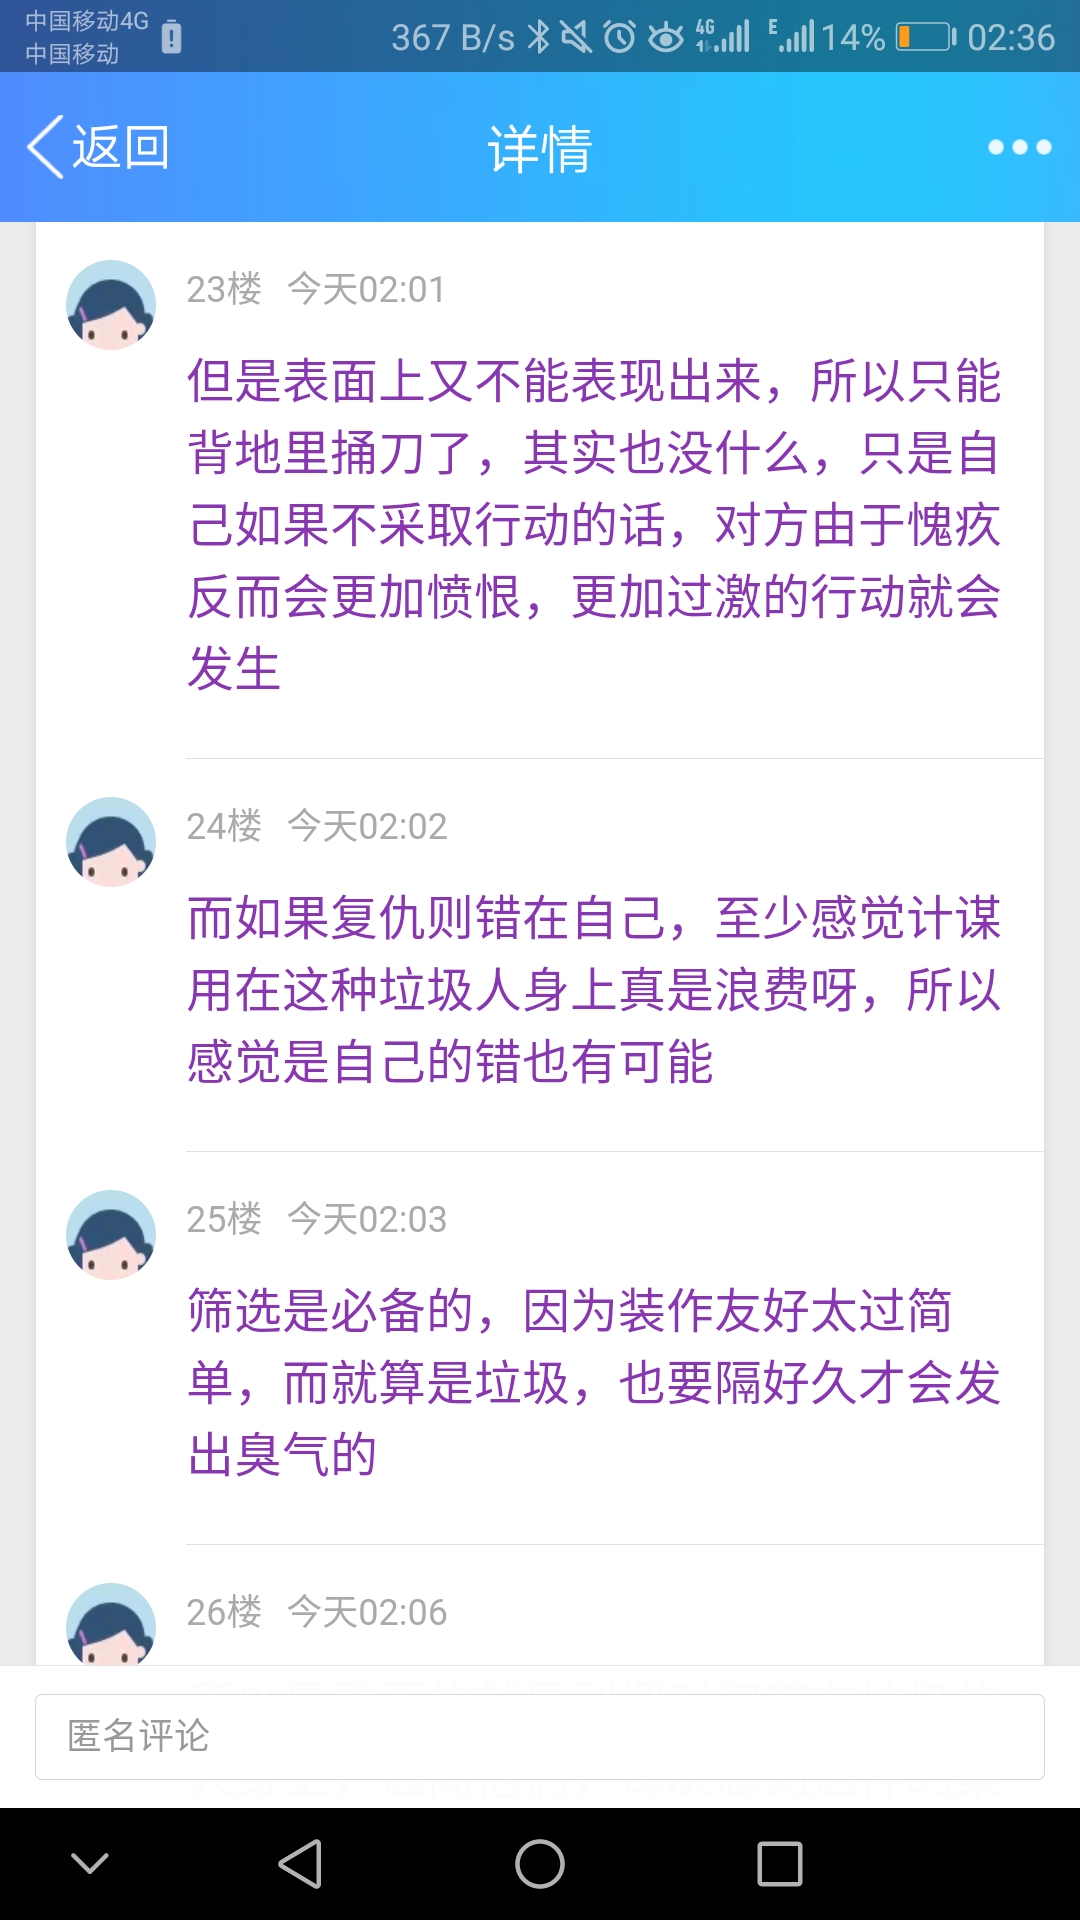 中国移动4G
中国移动
367 B/s 4G 1 E 14% 02:36
返回 详情
23楼 今天02:01
但是表面上又不能表现出来，所以只能
背地里捅刀了，其实也没什么，只是自
己如果不采取行动的话，对方由于愧疚
反而会更加愤恨，更加过激的行动就会
发生
24楼 今天02:02
而如果复仇则错在自己，至少感觉计谋
用在这种垃圾人身上真是浪费呀，所以
感觉是自己的错也有可能
25楼 今天02:03
筛选是必备的，因为装作友好太过简
单，而就算是垃圾，也要隔好久才会发
出臭气的
26楼 今天02:06
匿名评论